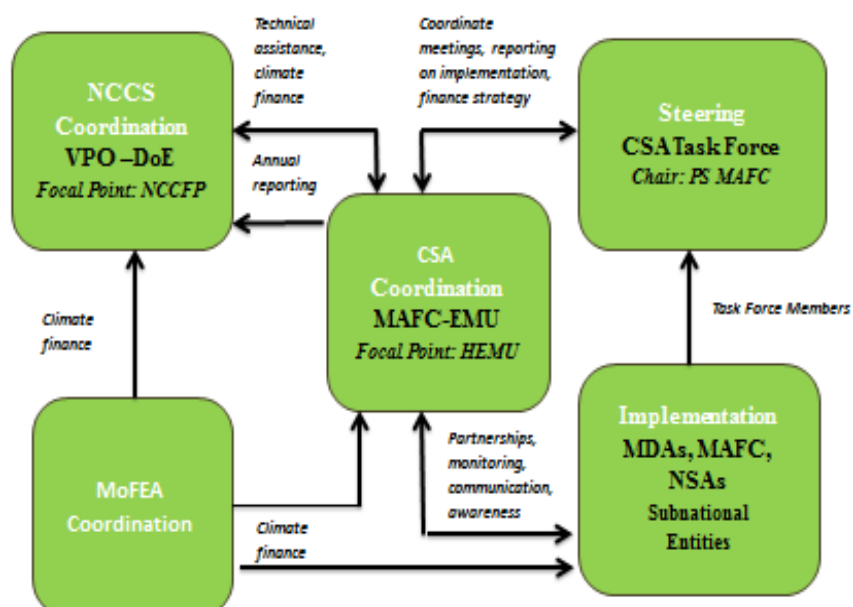 Technical
assistance,
climate
finance
Coordinate
meetings, reporting
on implementation,
finance strategy
NCCS
Coordination
VPO –DoE
Focal Point: NCCFP
Annual
reporting
Steering
CSA Task Force
Chair: PS MAFC
CSA
Coordination
MAFC-EMU
Focal Point: HEMU
Climate
finance
Task Force Members
MoFEA
Coordination
Climate
finance
Partnerships,
monitoring,
communication,
awareness
Implementation
MDAs, MAFC,
NSAs
Subnational
Entities